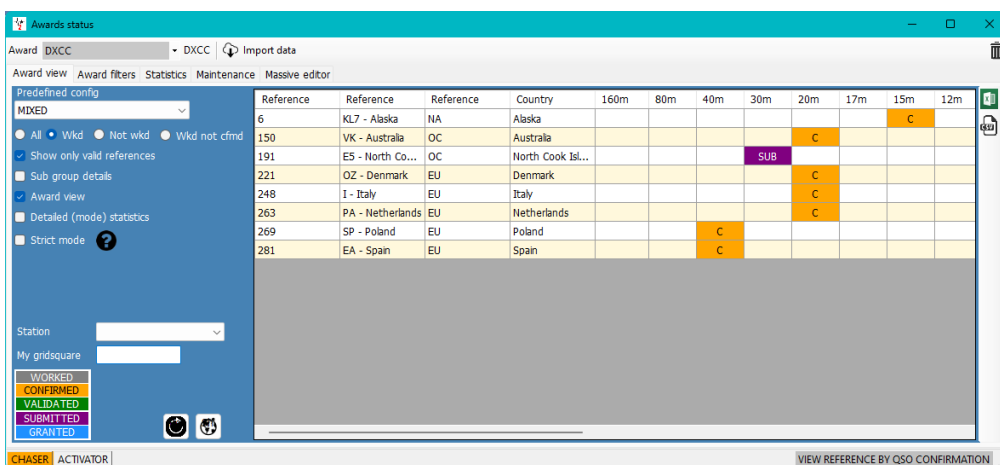 Awards status
Award DXCC DXCC Import data
Award view Award filters Statistics Maintenance Massive editor
Predefined config
MIXED
All Wkd Not wkd Wkd not cfmd
Show only valid references
Sub group details
Award view
Detailed (mode) statistics
Strict mode ?
Station
My gridsquare
WORKED
CONFIRMED
VALIDATED
SUBMITTED
GRANTED
Reference Reference Reference Country 160m 80m 40m 30m 20m 17m 15m 12m
6 KL7 - Alaska NA Alaska C
150 VK - Australia OC Australia C
191 E5 - North Co... OC North Cook Isl... SUB
221 OZ - Denmark EU Denmark C
248 I - Italy EU Italy C
263 PA - Netherlands EU Netherlands C
269 SP - Poland EU Poland C
281 EA - Spain EU Spain C
CSV
CHASER ACTIVATOR VIEW REFERENCE BY QSO CONFIRMATION